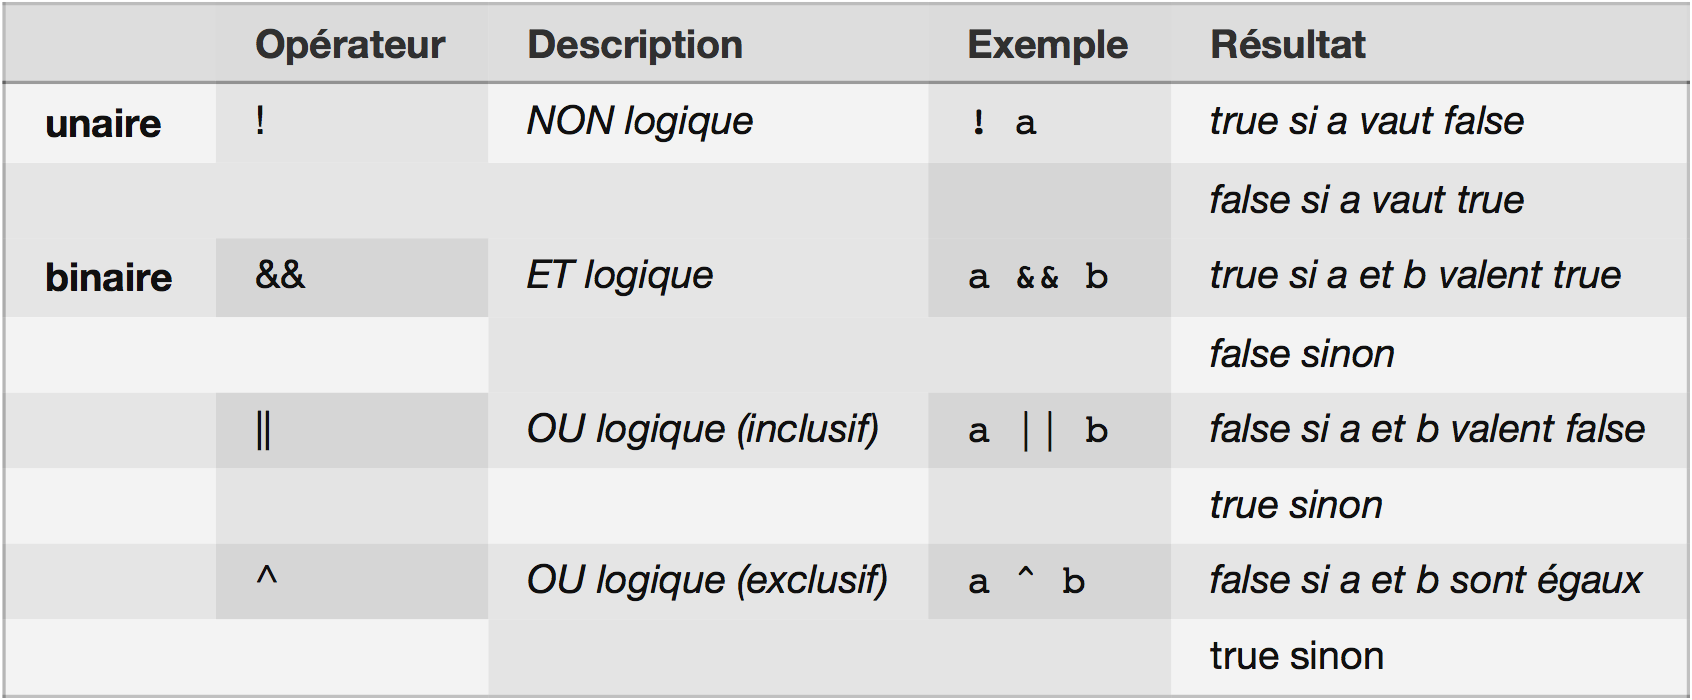 Opérateur Description Exemple Résultat
unaire ! NON logique ! a true si a vaut false
false si a vaut true
binaire && ET logique a && b true si a et b valent true
false sinon
|| OU logique (inclusif) a || b false si a et b valent false
true sinon
^ OU logique (exclusif) a ^ b false si a et b sont égaux
true sinon